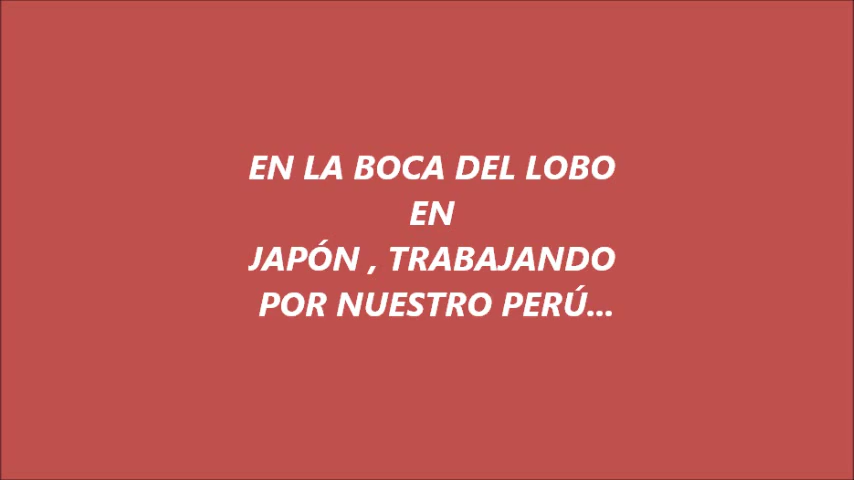 EN LA BOCA DEL LOBO
EN
JAPÓN , TRABAJANDO
POR NUESTRO PERÚ...